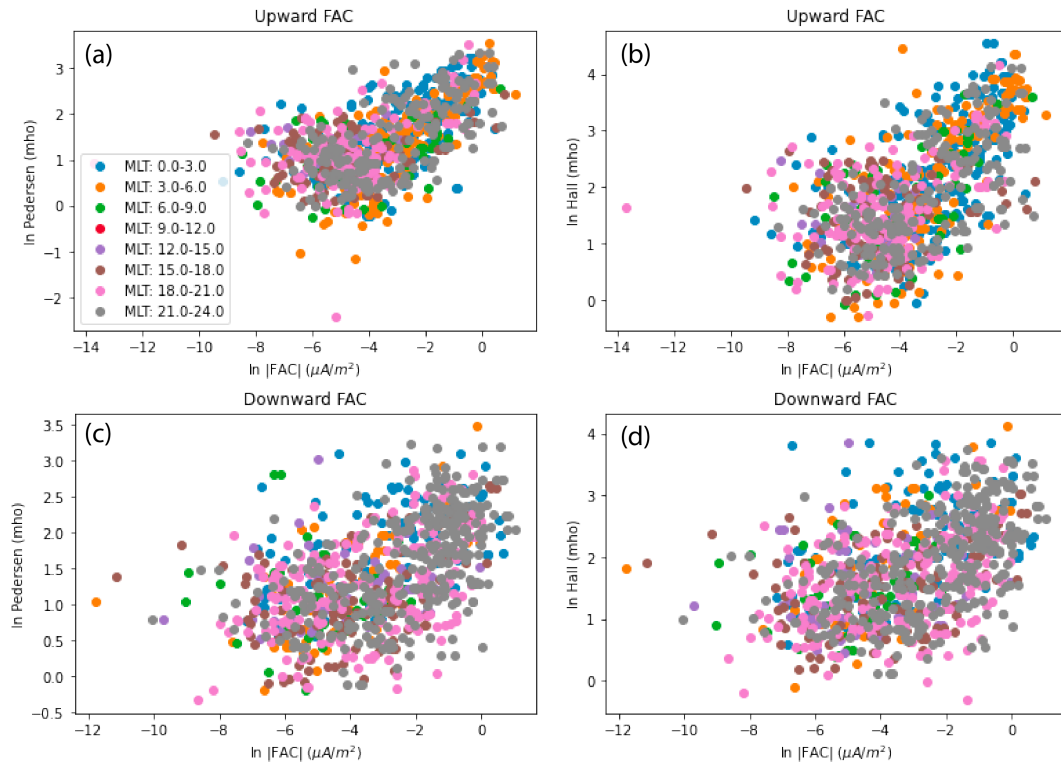 Upward FAC
(a)
ln Pedersen (mho)
3
2
1
0
−1
−2
MLT: 0.0-3.0
MLT: 3.0-6.0
MLT: 6.0-9.0
MLT: 9.0-12.0
MLT: 12.0-15.0
MLT: 15.0-18.0
MLT: 18.0-21.0
MLT: 21.0-24.0
−14 −12 −10 −8 −6 −4 −2 0
ln |FAC| (μA/m²)
Upward FAC
(b)
ln Hall (mho)
4
3
2
1
0
−14 −12 −10 −8 −6 −4 −2 0
ln |FAC| (μA/m²)
Downward FAC
(c)
ln Pedersen (mho)
3.5
3.0
2.5
2.0
1.5
1.0
0.5
0.0
−0.5
−12 −10 −8 −6 −4 −2 0
ln |FAC| (μA/m²)
Downward FAC
(d)
ln Hall (mho)
4
3
2
1
0
−12 −10 −8 −6 −4 −2 0
ln |FAC| (μA/m²)